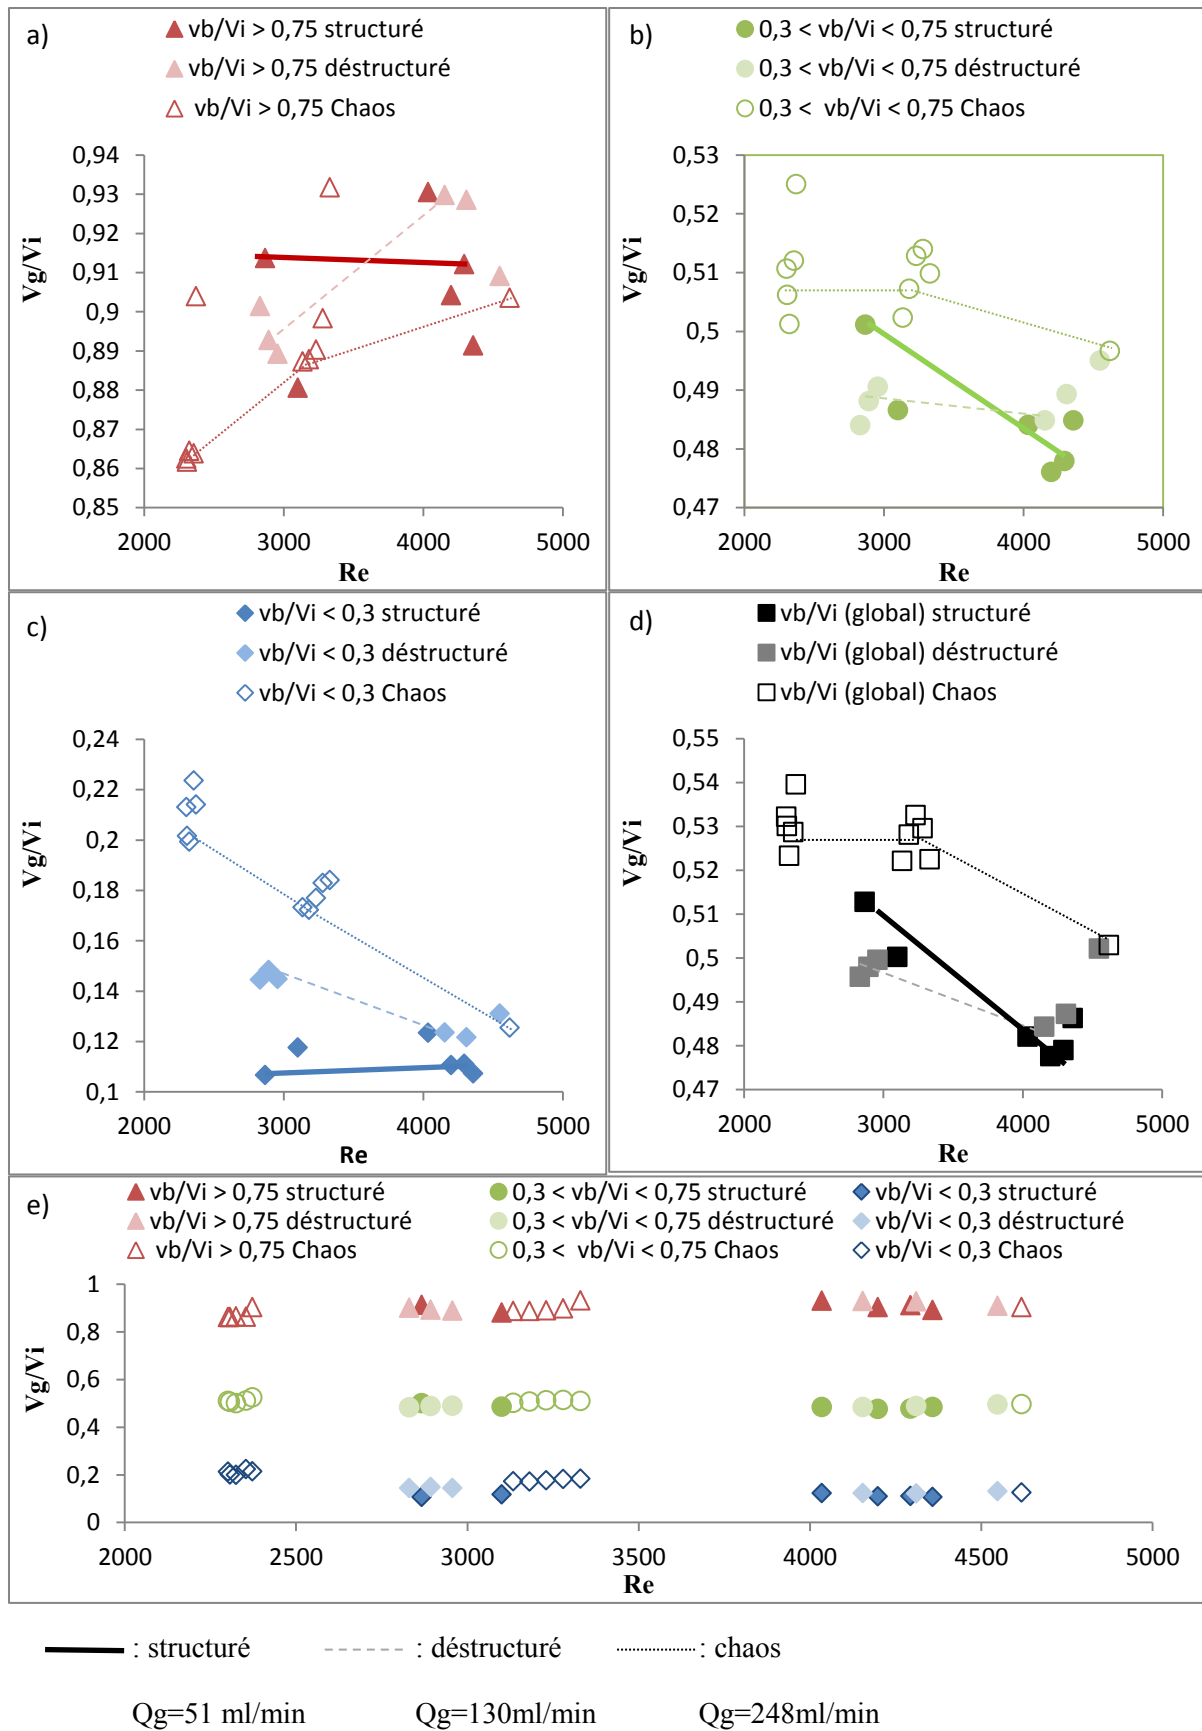 a)
vb/Vi > 0,75 structuré
vb/Vi > 0,75 déstructuré
vb/Vi > 0,75 Chaos
0,94
0,93
0,92
0,91
0,9
0,89
0,88
0,87
0,86
0,85
Vg/Vi
2000 3000 4000 5000
Re
b)
0,3 < vb/Vi < 0,75 structuré
0,3 < vb/Vi < 0,75 déstructuré
0,3 < vb/Vi < 0,75 Chaos
0,53
0,52
0,51
0,5
0,49
0,48
0,47
Vg/Vi
2000 3000 4000 5000
Re
c)
vb/Vi < 0,3 structuré
vb/Vi < 0,3 déstructuré
vb/Vi < 0,3 Chaos
0,24
0,22
0,2
0,18
0,16
0,14
0,12
0,1
Vg/Vi
2000 3000 4000 5000
Re
d)
vb/Vi (global) structuré
vb/Vi (global) déstructuré
vb/Vi (global) Chaos
0,55
0,54
0,53
0,52
0,51
0,5
0,49
0,48
0,47
Vg/Vi
2000 3000 4000 5000
Re
e)
vb/Vi > 0,75 structuré 0,3 < vb/Vi < 0,75 structuré vb/Vi < 0,3 structuré
vb/Vi > 0,75 déstructuré 0,3 < vb/Vi < 0,75 déstructuré vb/Vi < 0,3 déstructuré
vb/Vi > 0,75 Chaos 0,3 < vb/Vi < 0,75 Chaos vb/Vi < 0,3 Chaos
1
0,8
0,6
0,4
0,2
0
Vg/Vi
2000 2500 3000 3500 4000 4500 5000
Re
: structuré : déstructuré : chaos
Qg=51 ml/min Qg=130ml/min Qg=248ml/min